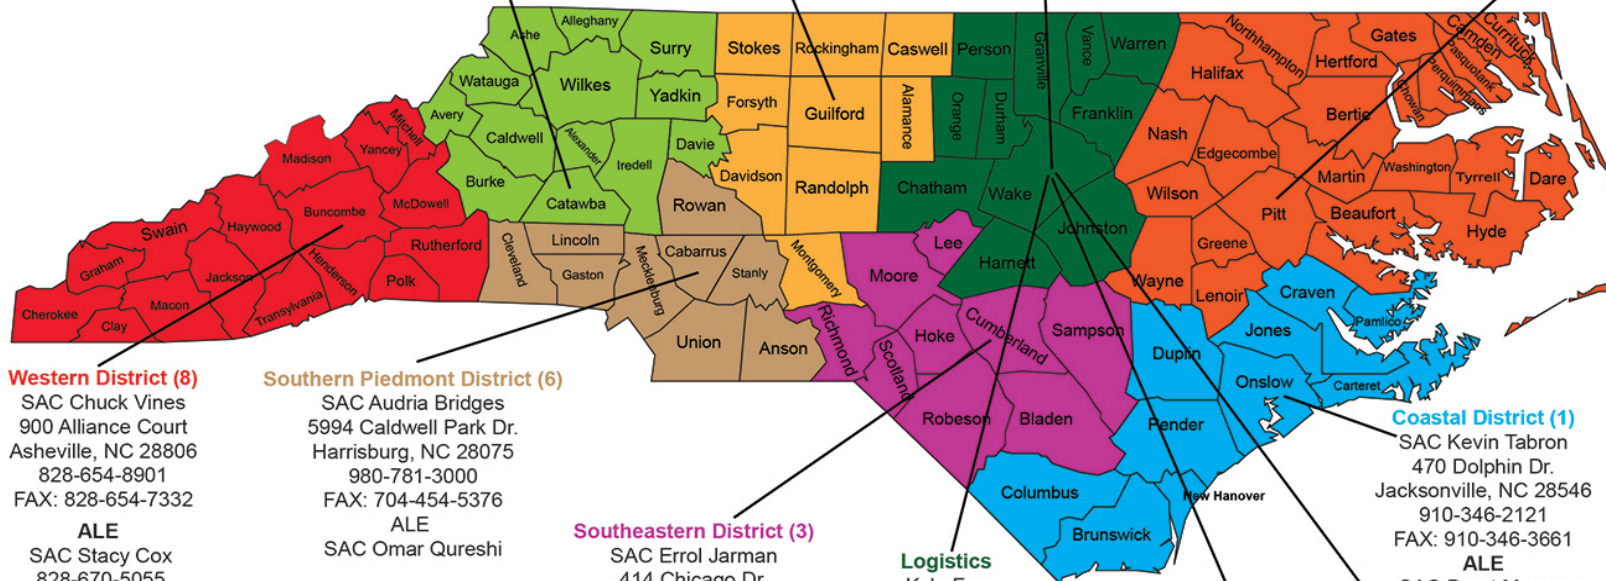 Ashe
Alleghany
Surry
Stokes
Rockingham
Caswell
Person
Granville
Vance
Warren
Northhampton
Gates
Camden
Currituck
Pasquotank
Perquimmans
Chowan
Hertford
Halifax
Watauga
Wilkes
Yadkin
Forsyth
Guilford
Alamance
Orange
Durham
Franklin
Nash
Edgecombe
Bertie
Mitchell
Avery
Caldwell
Alexander
Iredell
Davie
Davidson
Randolph
Chatham
Wake
Wilson
Martin
Washington
Tyrrell
Dare
Madison
Yancey
Burke
Catawba
Rowan
Johnston
Pitt
Beaufort
Hyde
McDowell
Buncombe
Haywood
Swain
Rutherford
Cleveland
Lincoln
Gaston
Mecklenburg
Cabarrus
Stanly
Montgomery
Moore
Lee
Harnett
Greene
Wayne
Lenoir
Craven
Pamlico
Graham
Jackson
Henderson
Polk
Cherokee
Clay
Macon
Transylvania
Union
Anson
Richmond
Scotland
Hoke
Cumberland
Sampson
Duplin
Jones
Onslow
Carteret
Robeson
Bladen
Pender
Columbus
Brunswick
New Hanover
Western District (8)
SAC Chuck Vines
900 Alliance Court
Asheville, NC 28806
828-654-8901
FAX: 828-654-7332
ALE
SAC Stacy Cox
828-670-5055
Southern Piedmont District (6)
SAC Audria Bridges
5994 Caldwell Park Dr.
Harrisburg, NC 28075
980-781-3000
FAX: 704-454-5376
ALE
SAC Omar Qureshi
Southeastern District (3)
SAC Errol Jarman
414 Chicago Dr.
Logistics
Coastal District (1)
SAC Kevin Tabron
470 Dolphin Dr.
Jacksonville, NC 28546
910-346-2121
FAX: 910-346-3661
ALE